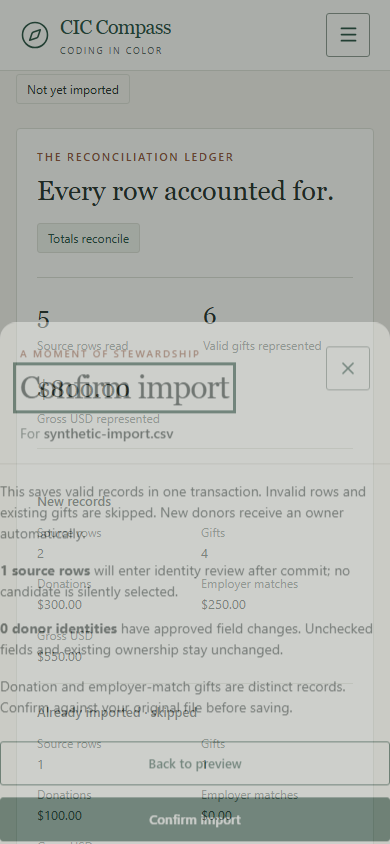 CIC Compass
CODING IN COLOR
Not yet imported
THE RECONCILIATION LEDGER
Every row accounted for.
Totals reconcile
5
6
Source rows read
Valid gifts represented
Gross USD represented
A MOMENT OF STEWARDSHIP
Confirm import
For synthetic-import.csv
This saves valid records in one transaction. Invalid rows and
existing gifts are skipped. New donors receive an owner
automatically.
1 source rows will enter identity review after commit; no
candidate is silently selected.
0 donor identities have approved field changes. Unchecked
fields and existing ownership stay unchanged.
Donation and employer-match gifts are distinct records.
Confirm against your original file before saving.
Back to preview
Confirm import
New records
Source rows
Gifts
2
4
Donations
Employer matches
$300.00
$250.00
Gross USD
$550.00
Already imported · skipped
Source rows
Gifts
1
1
Donations
Employer matches
$100.00
$0.00
Gross USD